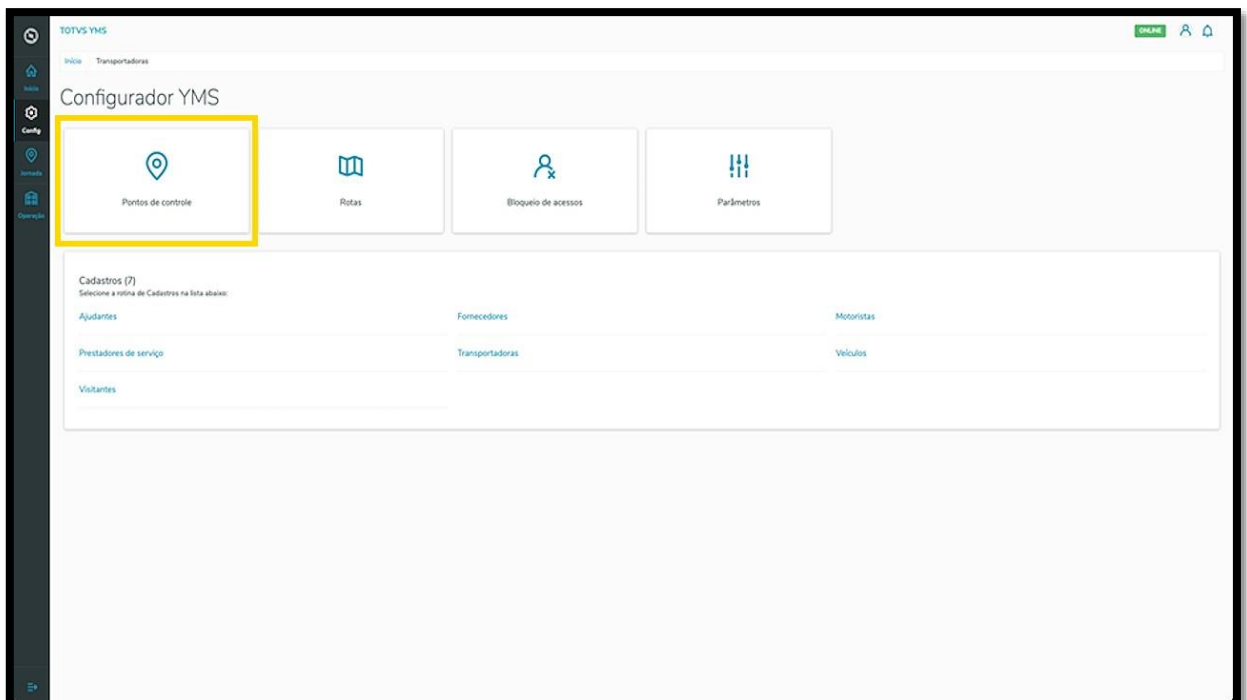 TOTVS YMS
ONLINE
Início Transportadoras
Início
Config
Jornada
Operação
Configurador YMS
Pontos de controle
Rotas
Bloqueio de acessos
Parâmetros
Cadastros (7)
Selecione a rotina de Cadastros na lista abaixo:
Ajudantes
Fornecedores
Motoristas
Prestadores de serviço
Transportadoras
Veículos
Visitantes